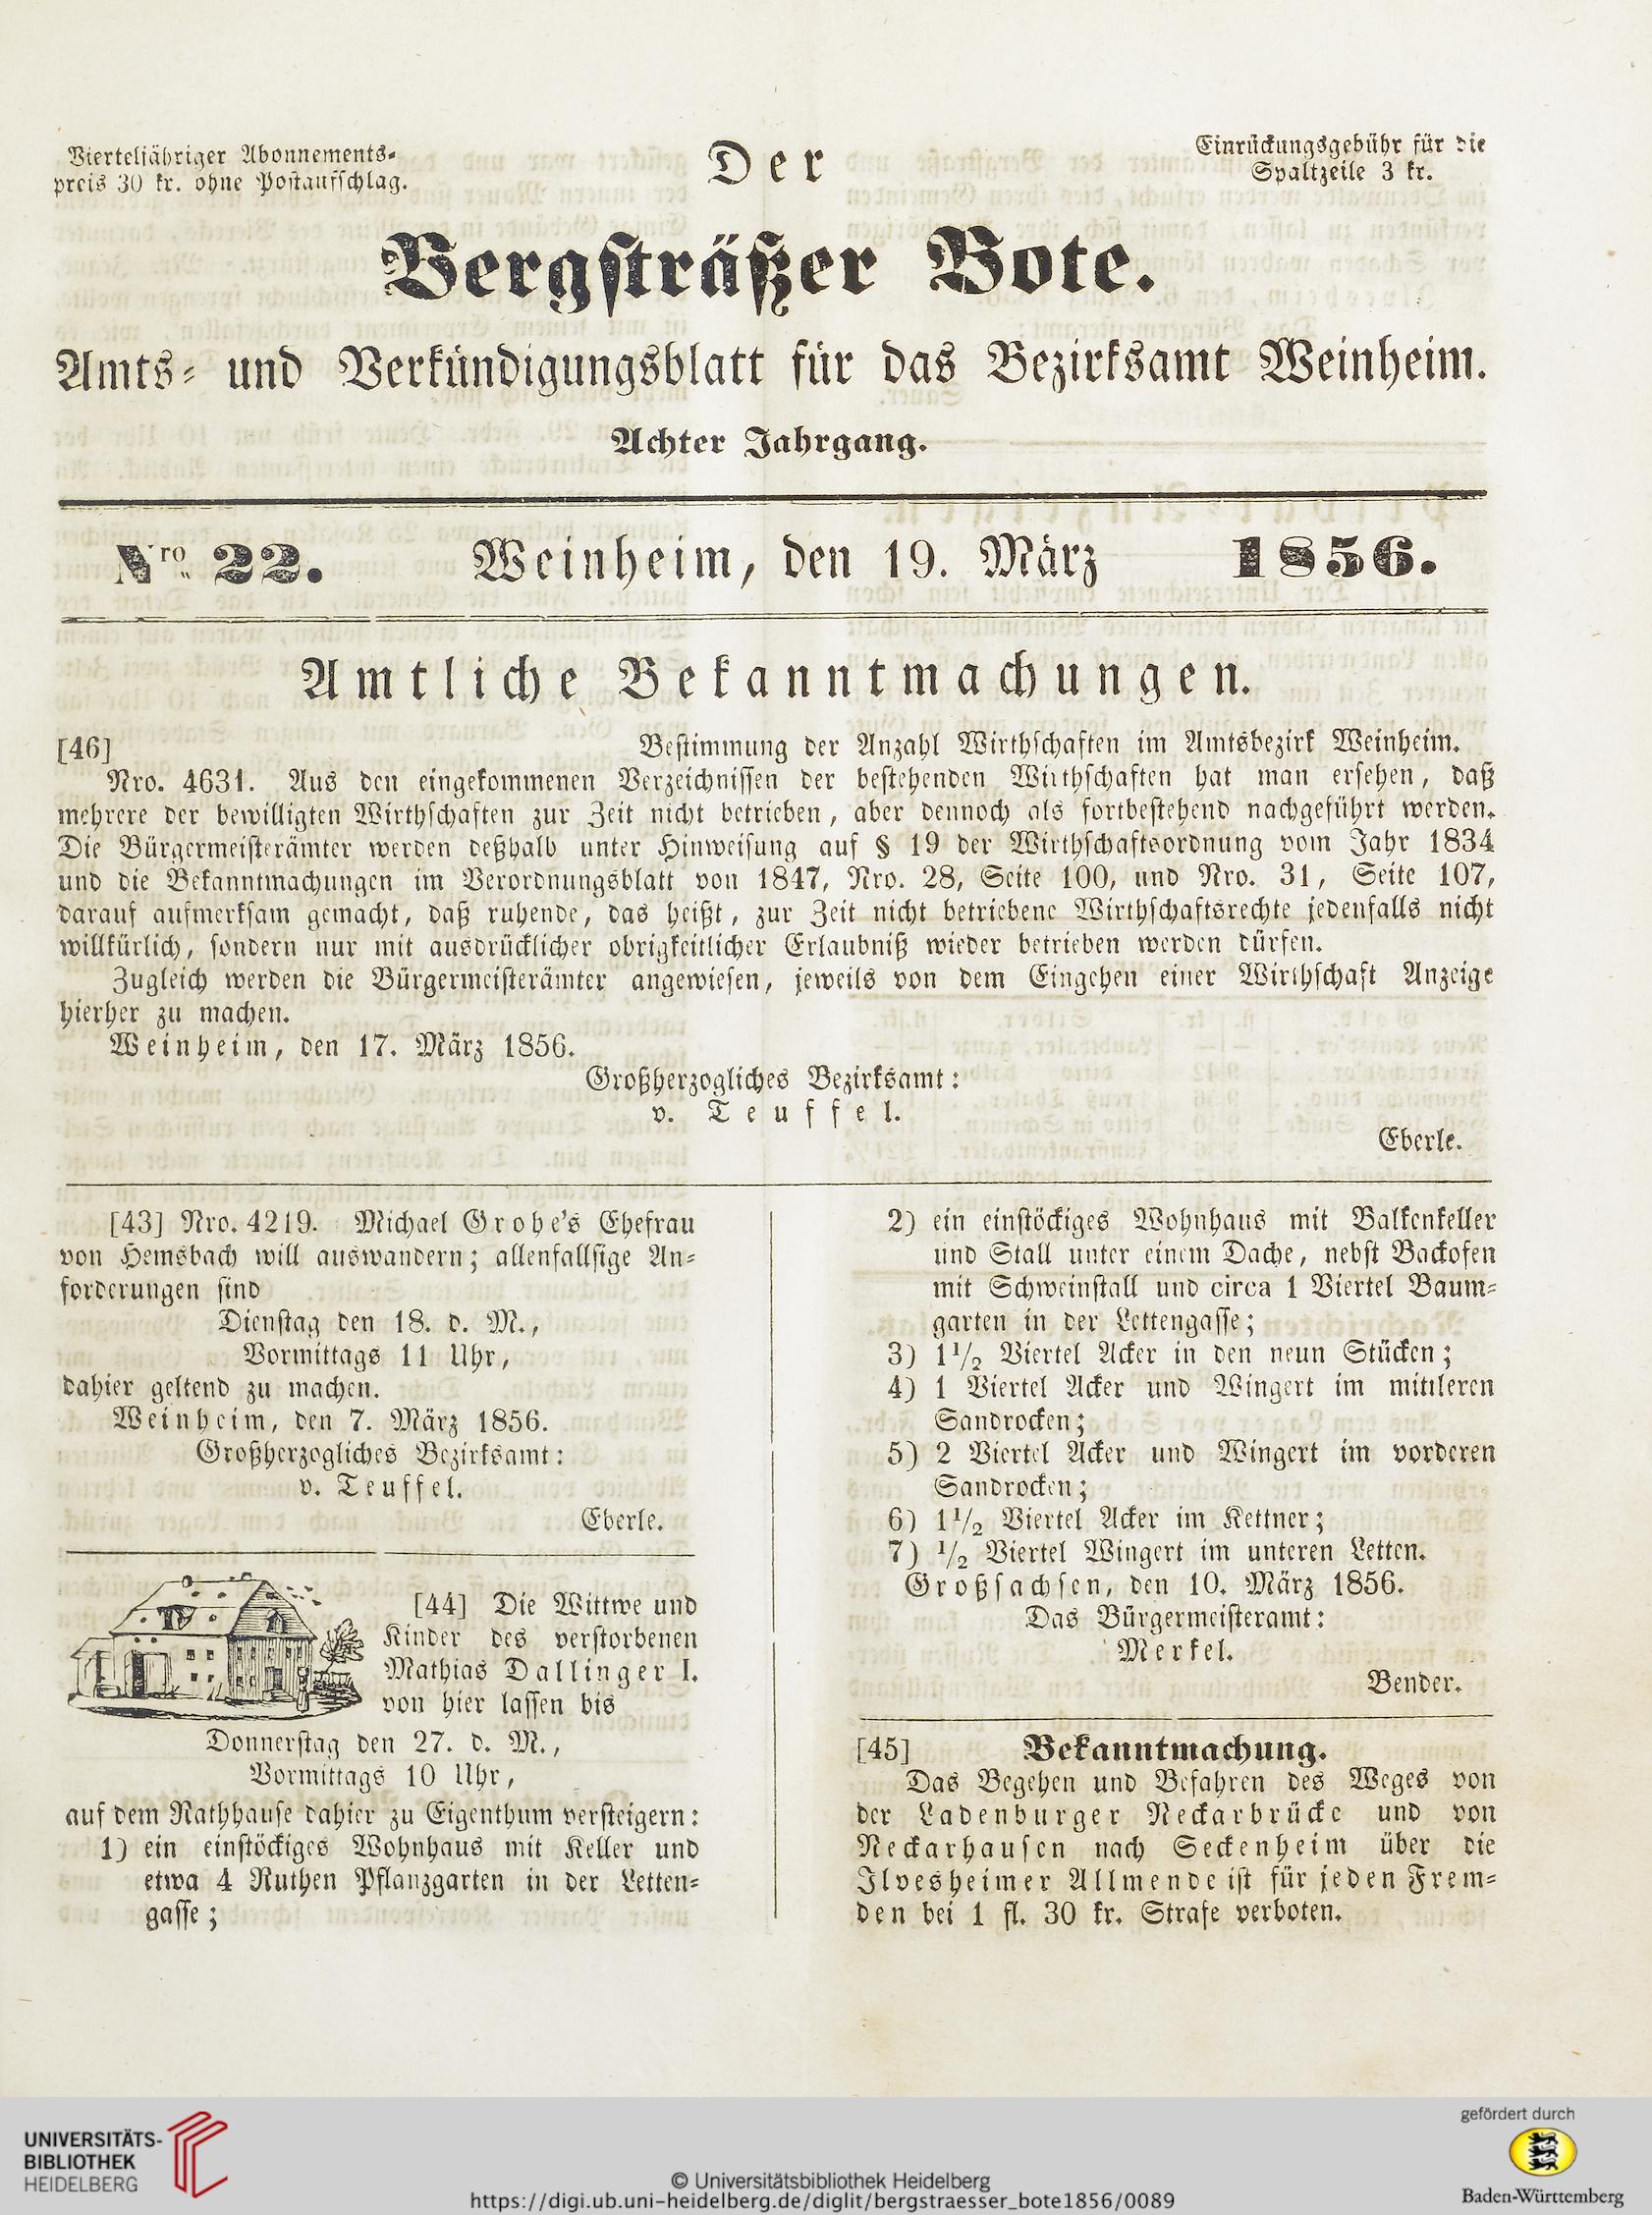 Vierteljähriger Abonnements-
preis 30 kr. ohne Postaufschlag.
Der
Einrückungsgebühr für die
Spaltzeile 3 kr.
Bergsträßer Bote.
Amts- und Verkündigungsblatt für das Bezirksamt Weinheim.
Achter Jahrgang.
Nro. 22. Weinheim, den 19. März 1856.
Amtliche Bekanntmachungen.
[46] Bestimmung der Anzahl Wirthschaften im Amtsbezirk Weinheim.
Nro. 4631. Aus den eingekommenen Verzeichnissen der bestehenden Wirthschaften hat man ersehen, daß
mehrere der bewilligten Wirthschaften zur Zeit nicht betrieben, aber dennoch als fortbestehend nachgeführt werden.
Die Bürgermeisterämter werden deßhalb unter Hinweisung auf § 19 der Wirthschaftsordnung vom Jahr 1834
und die Bekanntmachungen im Verordnungsblatt von 1847, Nro. 28, Seite 100, und Nro. 31, Seite 107,
darauf aufmerksam gemacht, daß ruhende, das heißt, zur Zeit nicht betriebene Wirthschaftsrechte jedenfalls nicht
willkürlich, sondern nur mit ausdrücklicher obrigkeitlicher Erlaubniß wieder betrieben werden dürfen.
Zugleich werden die Bürgermeisterämter angewiesen, jeweils von dem Eingehen einer Wirthschaft Anzeige
hierher zu machen.
Weinheim, den 17. März 1856.
Großherzogliches Bezirksamt:
v. Teuffel.
Eberle.
[43] Nro. 4219. Michael Grohe's Ehefrau
von Hemsbach will auswandern; allenfallsige An-
forderungen sind
Dienstag den 18. d. M.,
Vormittags 11 Uhr,
dahier geltend zu machen.
Weinheim, den 7. März 1856.
Großherzogliches Bezirksamt:
v. Teuffel.
Eberle.
[44] Die Wittwe und
Kinder des verstorbenen
Mathias Dallinger I.
von hier lassen bis
Donnerstag den 27. d. M.,
Vormittags 10 Uhr,
auf dem Rathhause dahier zu Eigenthum versteigern:
1) ein einstöckiges Wohnhaus mit Keller und
etwa 4 Ruthen Pflanzgarten in der Letten-
gasse;
2) ein einstöckiges Wohnhaus mit Balkenkeller
und Stall unter einem Dache, nebst Backofen
mit Schweinstall und circa 1 Viertel Baum-
garten in der Lettengasse;
3) 1 1/2 Viertel Acker in den neun Stücken;
4) 1 Viertel Acker und Wingert im mittleren
Sandrocken;
5) 2 Viertel Acker und Wingert im vorderen
Sandrocken;
6) 1 1/2 Viertel Acker im Kettner;
7) 1/2 Viertel Wingert im unteren Letten.
Großsachsen, den 10. März 1856.
Das Bürgermeisteramt:
Merkel.
Bender.
[45] Bekanntmachung.
Das Begehen und Befahren des Weges von
der Ladenburger Neckarbrücke und von
Neckarhausen nach Seckenheim über die
Ilvesheimer Allmende ist für jeden Frem-
den bei 1 fl. 30 kr. Strafe verboten.
UNIVERSITÄTS-
BIBLIOTHEK
HEIDELBERG
© Universitätsbibliothek Heidelberg
https://digi.ub.uni-heidelberg.de/diglit/bergstraesser_bote1856/0089
gefördert durch
Baden-Württemberg